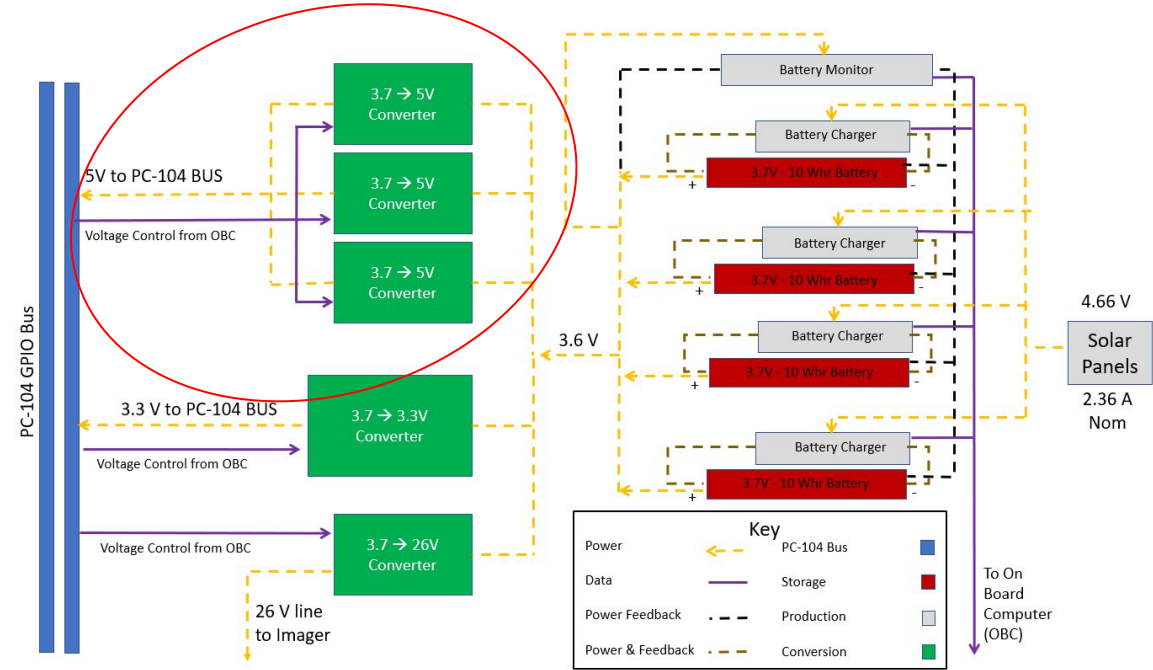 3.7 → 5V
Converter
3.7 → 5V
Converter
3.7 → 5V
Converter
5V to PC-104 BUS
Voltage Control from OBC
PC-104 GPIO Bus
3.3 V to PC-104 BUS
Voltage Control from OBC
3.7 → 3.3V
Converter
Voltage Control from OBC
3.7 → 26V
Converter
26 V line
to Imager
3.6 V
Battery Monitor
Battery Charger
3.7V - 10 Whr Battery
+
-
Battery Charger
3.7V - 10 Whr Battery
+
-
Battery Charger
3.7V - 10 Whr Battery
+
-
Battery Charger
3.7V - 10 Whr Battery
+
-
4.66 V
Solar
Panels
2.36 A
Nom
Key
Power
PC-104 Bus
Data
Storage
Power Feedback
Production
Power & Feedback
Conversion
To On
Board
Computer
(OBC)